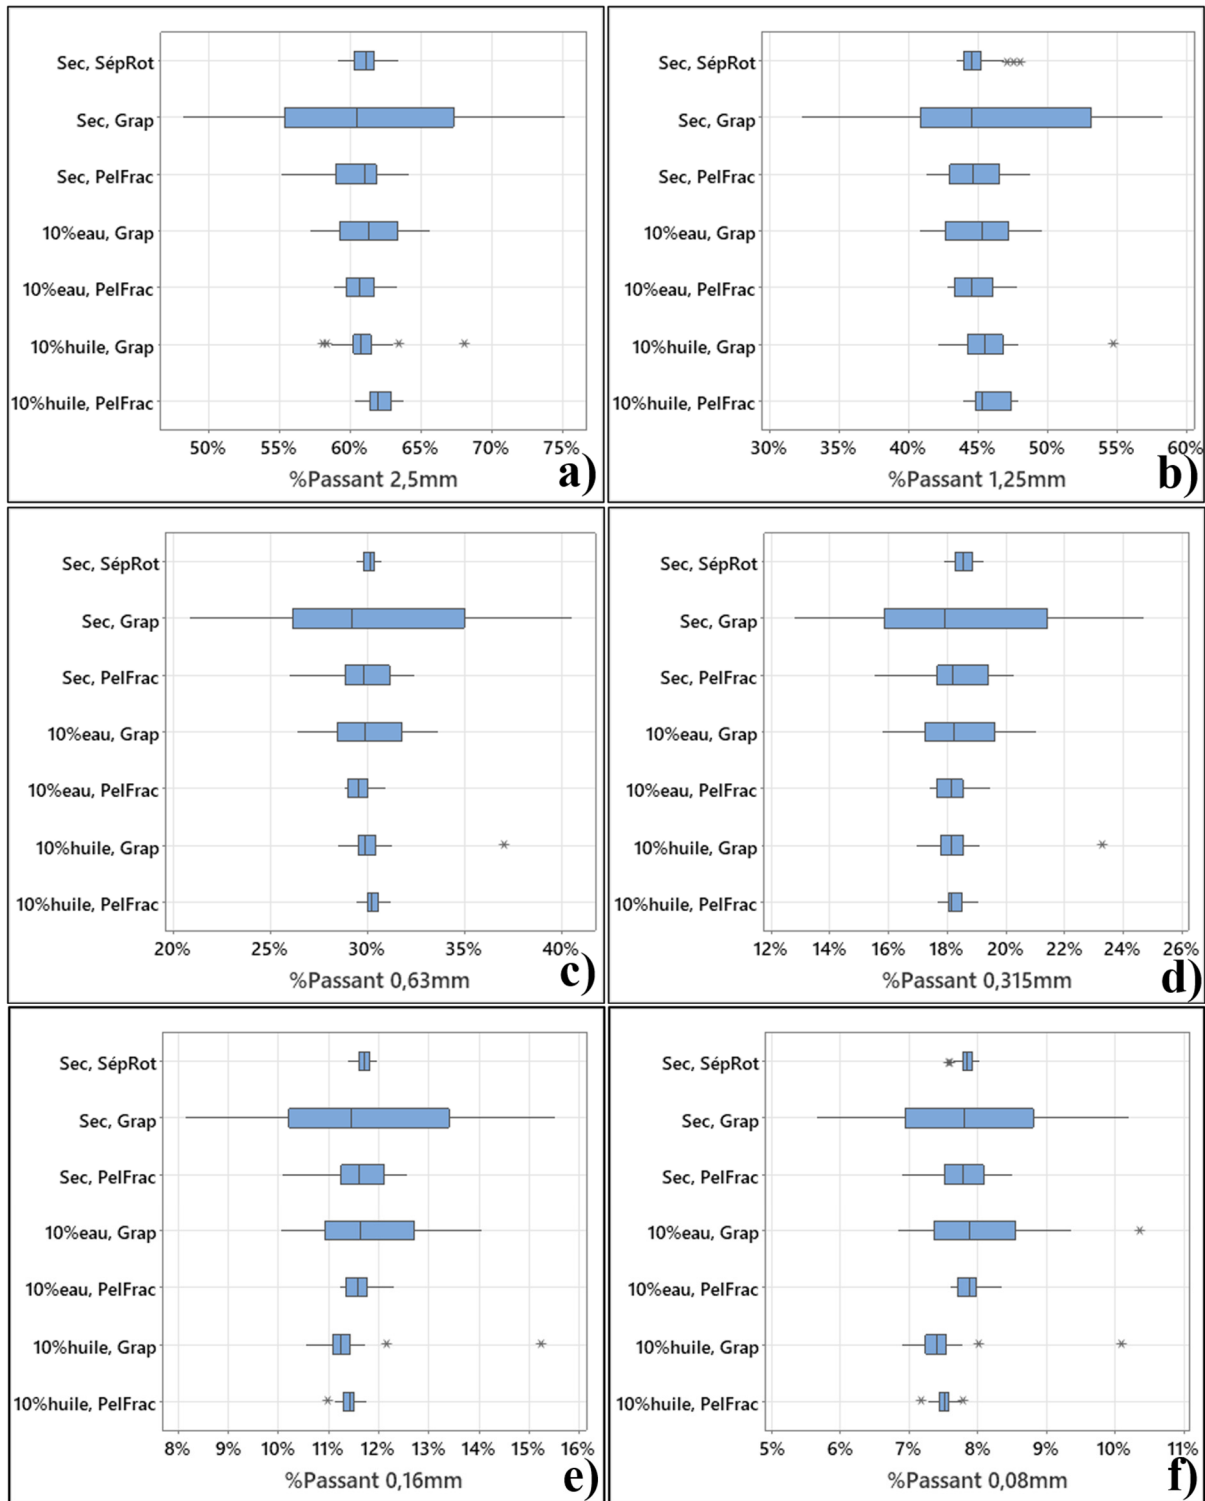 Sec, SépRot
Sec, Grap
Sec, PelFrac
10%eau, Grap
10%eau, PelFrac
10%huile, Grap
10%huile, PelFrac
50% 55% 60% 65% 70% 75%
%Passant 2,5mm
a)
Sec, SépRot
Sec, Grap
Sec, PelFrac
10%eau, Grap
10%eau, PelFrac
10%huile, Grap
10%huile, PelFrac
30% 35% 40% 45% 50% 55% 60%
%Passant 1,25mm
b)
Sec, SépRot
Sec, Grap
Sec, PelFrac
10%eau, Grap
10%eau, PelFrac
10%huile, Grap
10%huile, PelFrac
20% 25% 30% 35% 40%
%Passant 0,63mm
c)
Sec, SépRot
Sec, Grap
Sec, PelFrac
10%eau, Grap
10%eau, PelFrac
10%huile, Grap
10%huile, PelFrac
12% 14% 16% 18% 20% 22% 24% 26%
%Passant 0,315mm
d)
Sec, SépRot
Sec, Grap
Sec, PelFrac
10%eau, Grap
10%eau, PelFrac
10%huile, Grap
10%huile, PelFrac
8% 9% 10% 11% 12% 13% 14% 15% 16%
%Passant 0,16mm
e)
Sec, SépRot
Sec, Grap
Sec, PelFrac
10%eau, Grap
10%eau, PelFrac
10%huile, Grap
10%huile, PelFrac
5% 6% 7% 8% 9% 10% 11%
%Passant 0,08mm
f)